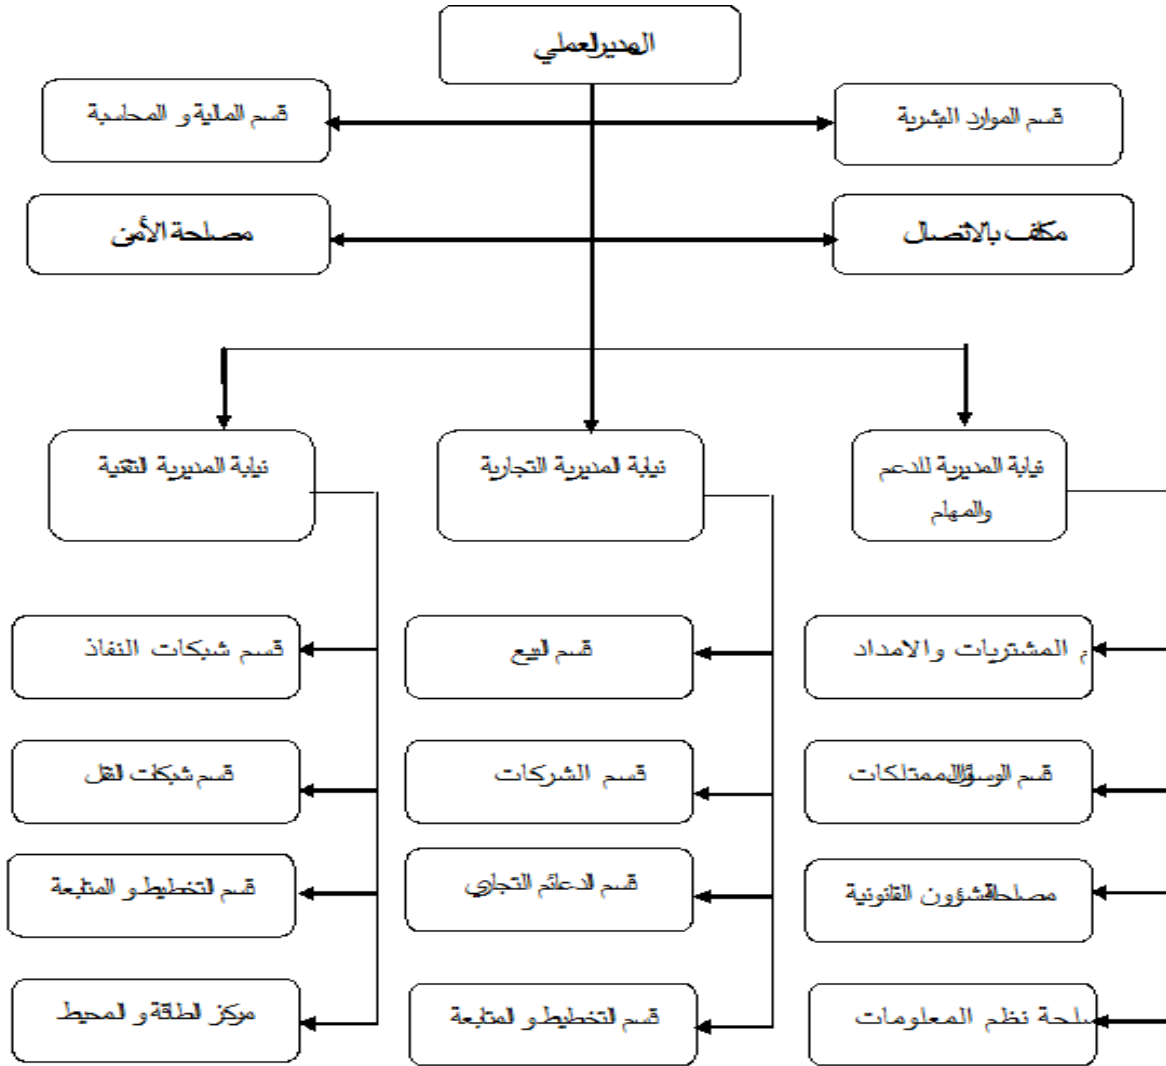 المدير العملي
قسم الموارد البشرية
قسم المالية و المحاسبة
مكلف بالاتصال
مصلحة الأمن
نيابة المديرية للدعم
والمهام
نيابة المديرية التجارية
نيابة المديرية التقنية
م المشتريات والامداد
قسم البيع
قسم شبكات النفاذ
قسم الوسائل الممتلكات
قسم الشركات
قسم شبكات النقل
مصلحة الشؤون القانونية
قسم الدعائم التجاري
قسم التخطيط و المتابعة
لحة نظم المعلومات
قسم التخطيط و المتابعة
مركز الطاقة و المحيط